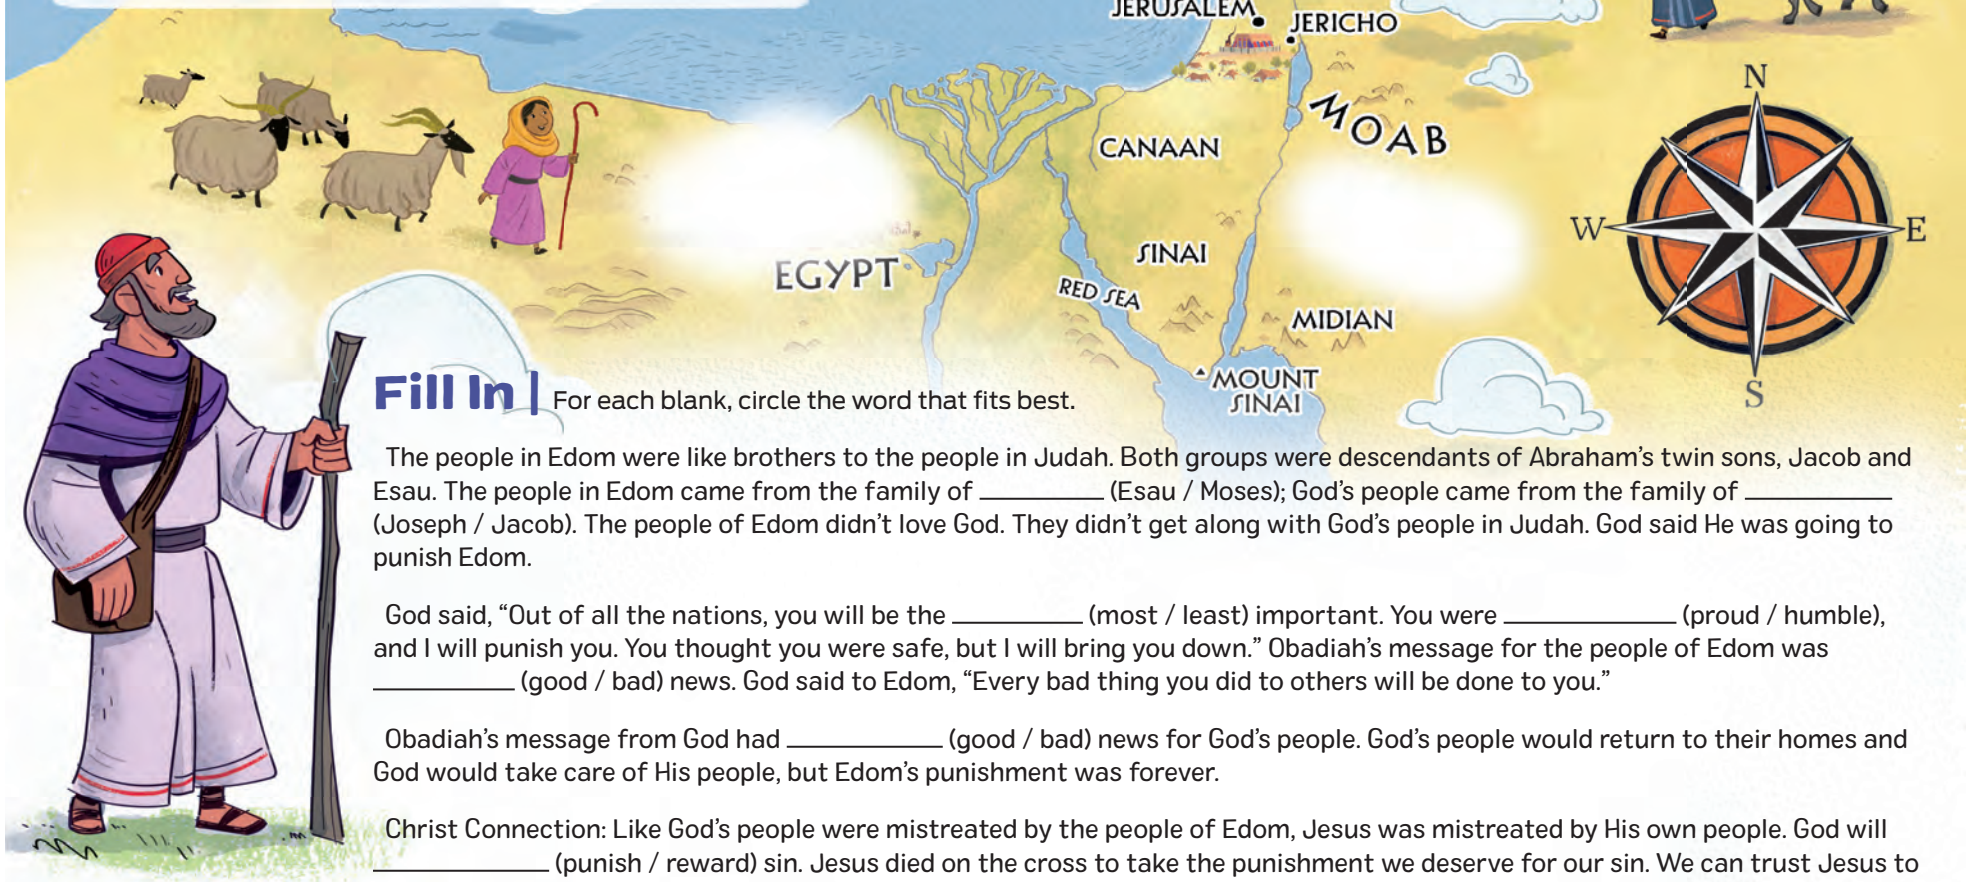 JERUSALEM
JERICHO
MOAB
CANAAN
N
W
E
S
SINAI
EGYPT
RED SEA
MIDIAN
MOUNT
SINAI
Fill In | For each blank, circle the word that fits best.
The people in Edom were like brothers to the people in Judah. Both groups were descendants of Abraham’s twin sons, Jacob and
Esau. The people in Edom came from the family of __________ (Esau / Moses); God’s people came from the family of ____________
(Joseph / Jacob). The people of Edom didn’t love God. They didn’t get along with God’s people in Judah. God said He was going to
punish Edom.
God said, “Out of all the nations, you will be the ___________ (most / least) important. You were ______________ (proud / humble),
and I will punish you. You thought you were safe, but I will bring you down.” Obadiah’s message for the people of Edom was
____________ (good / bad) news. God said to Edom, “Every bad thing you did to others will be done to you.”
Obadiah’s message from God had _____________ (good / bad) news for God’s people. God’s people would return to their homes and
God would take care of His people, but Edom’s punishment was forever.
Christ Connection: Like God’s people were mistreated by the people of Edom, Jesus was mistreated by His own people. God will
_______________ (punish / reward) sin. Jesus died on the cross to take the punishment we deserve for our sin. We can trust Jesus to